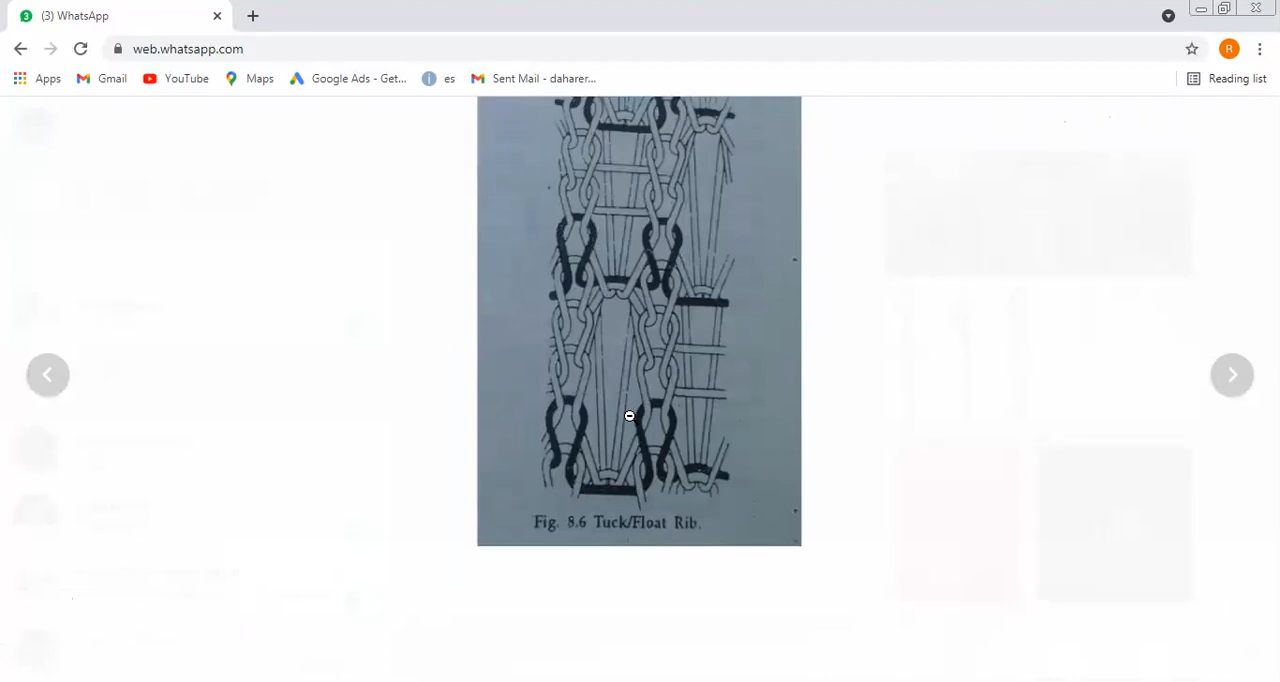 3
(3) WhatsApp
web.whatsapp.com
R
Apps
Gmail
YouTube
Maps
Google Ads - Get...
es
Sent Mail - daharer...
Reading list
Fig. 8.6 Tuck/Float Rib.